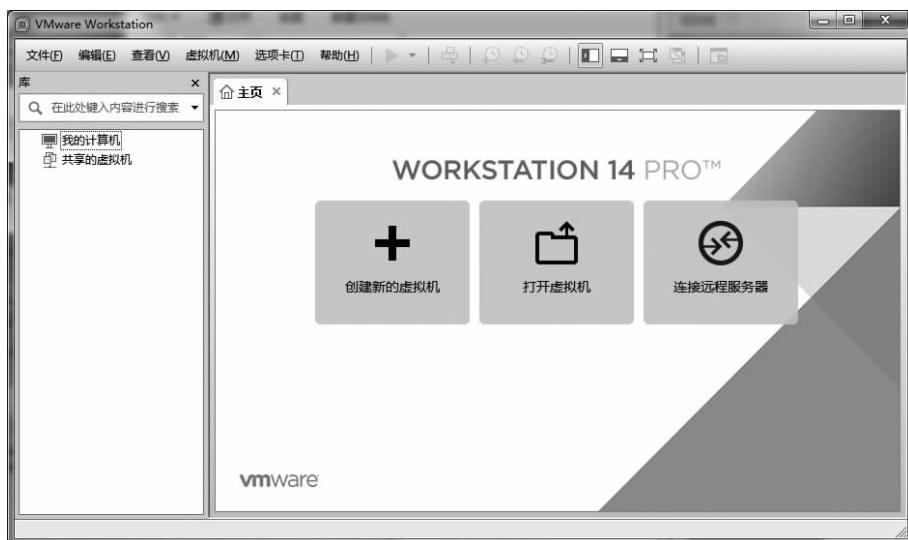 VMware Workstation
文件(F) 编辑(E) 查看(V) 虚拟机(M) 选项卡(T) 帮助(H)
库
在此处键入内容进行搜索
我的计算机
共享的虚拟机
主页
WORKSTATION 14 PRO™
创建新的虚拟机
打开虚拟机
连接远程服务器
vmware